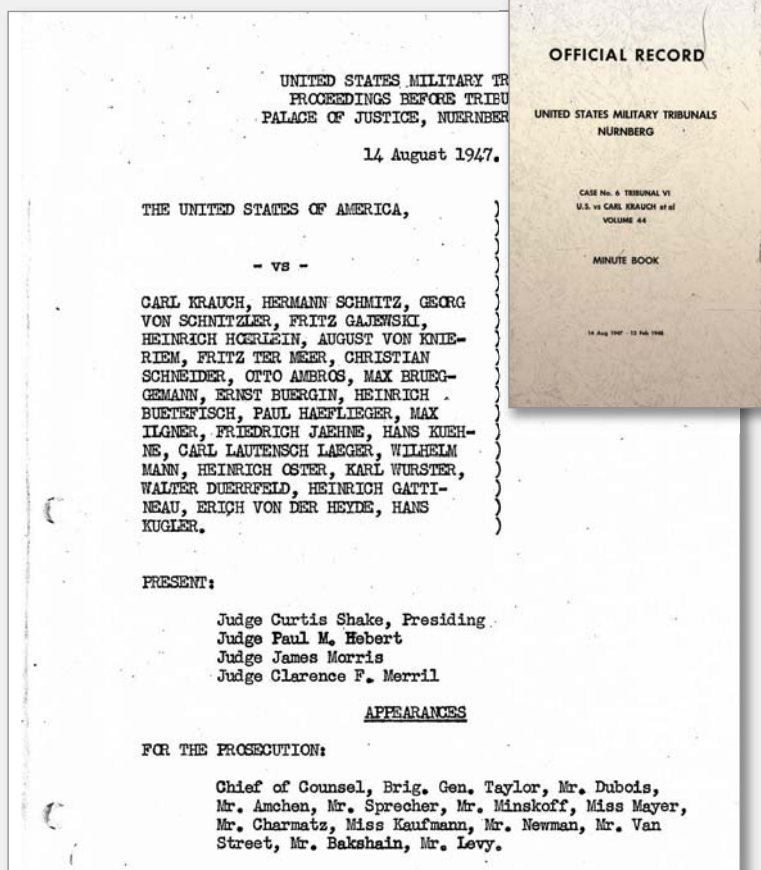 UNITED STATES MILITARY TR
PROCEEDINGS BEFORE TRIBU
PALACE OF JUSTICE, NUERNBER
14 August 1947.
THE UNITED STATES OF AMERICA,
- vs -
CARL KRAUCH, HERMANN SCHMITZ, GEORG
VON SCHNITZLER, FRITZ GAJEWSKI,
HEINRICH HOERLEIN, AUGUST VON KNIE-
RIEM, FRITZ TER MEER, CHRISTIAN
SCHNEIDER, OTTO AMBROS, MAX BRUEG-
GEMANN, ERNST BUERGIN, HEINRICH
BUETEFISCH, PAUL HAEFLIEGER, MAX
ILGNER, FRIEDRICH JAEHNE, HANS KUEH-
NE, CARL LAUTENSCH LAEGER, WILHELM
MANN, HEINRICH OSTER, KARL WURSTER,
WALTER DUERRFELD, HEINRICH GATTI-
NEAU, ERICH VON DER HEYDE, HANS
KUGLER.
PRESENT:
Judge Curtis Shake, Presiding
Judge Paul M. Hebert
Judge James Morris
Judge Clarence F. Merril
APPEARANCES
FOR THE PROSECUTION:
Chief of Counsel, Brig. Gen. Taylor, Mr. Dubois,
Mr. Amchen, Mr. Sprecher, Mr. Minskoff, Miss Mayer,
Mr. Charmatz, Miss Kaufmann, Mr. Newman, Mr. Van
Street, Mr. Bakshain, Mr. Levy.
OFFICIAL RECORD
UNITED STATES MILITARY TRIBUNALS
NÜRNBERG
CASE No. 6 TRIBUNAL VI
U.S. vs CARL KRAUCH et al
VOLUME 44
MINUTE BOOK
14 Aug 1947 - 13 Feb 1948